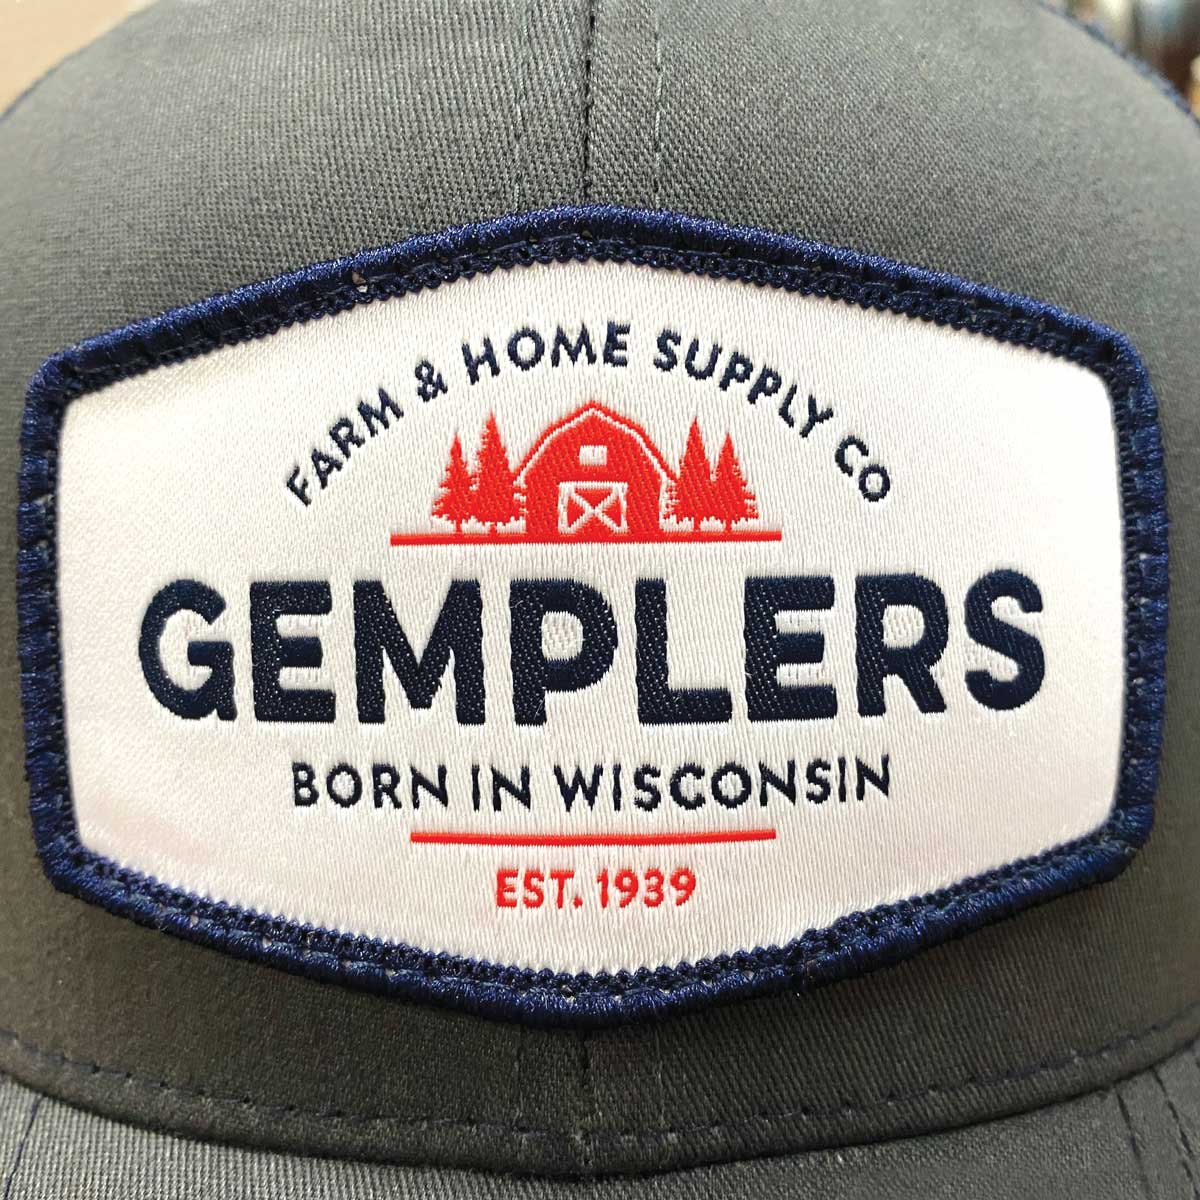 FARM & HOME SUPPLY CO
GEMPLERS
BORN IN WISCONSIN
EST. 1939